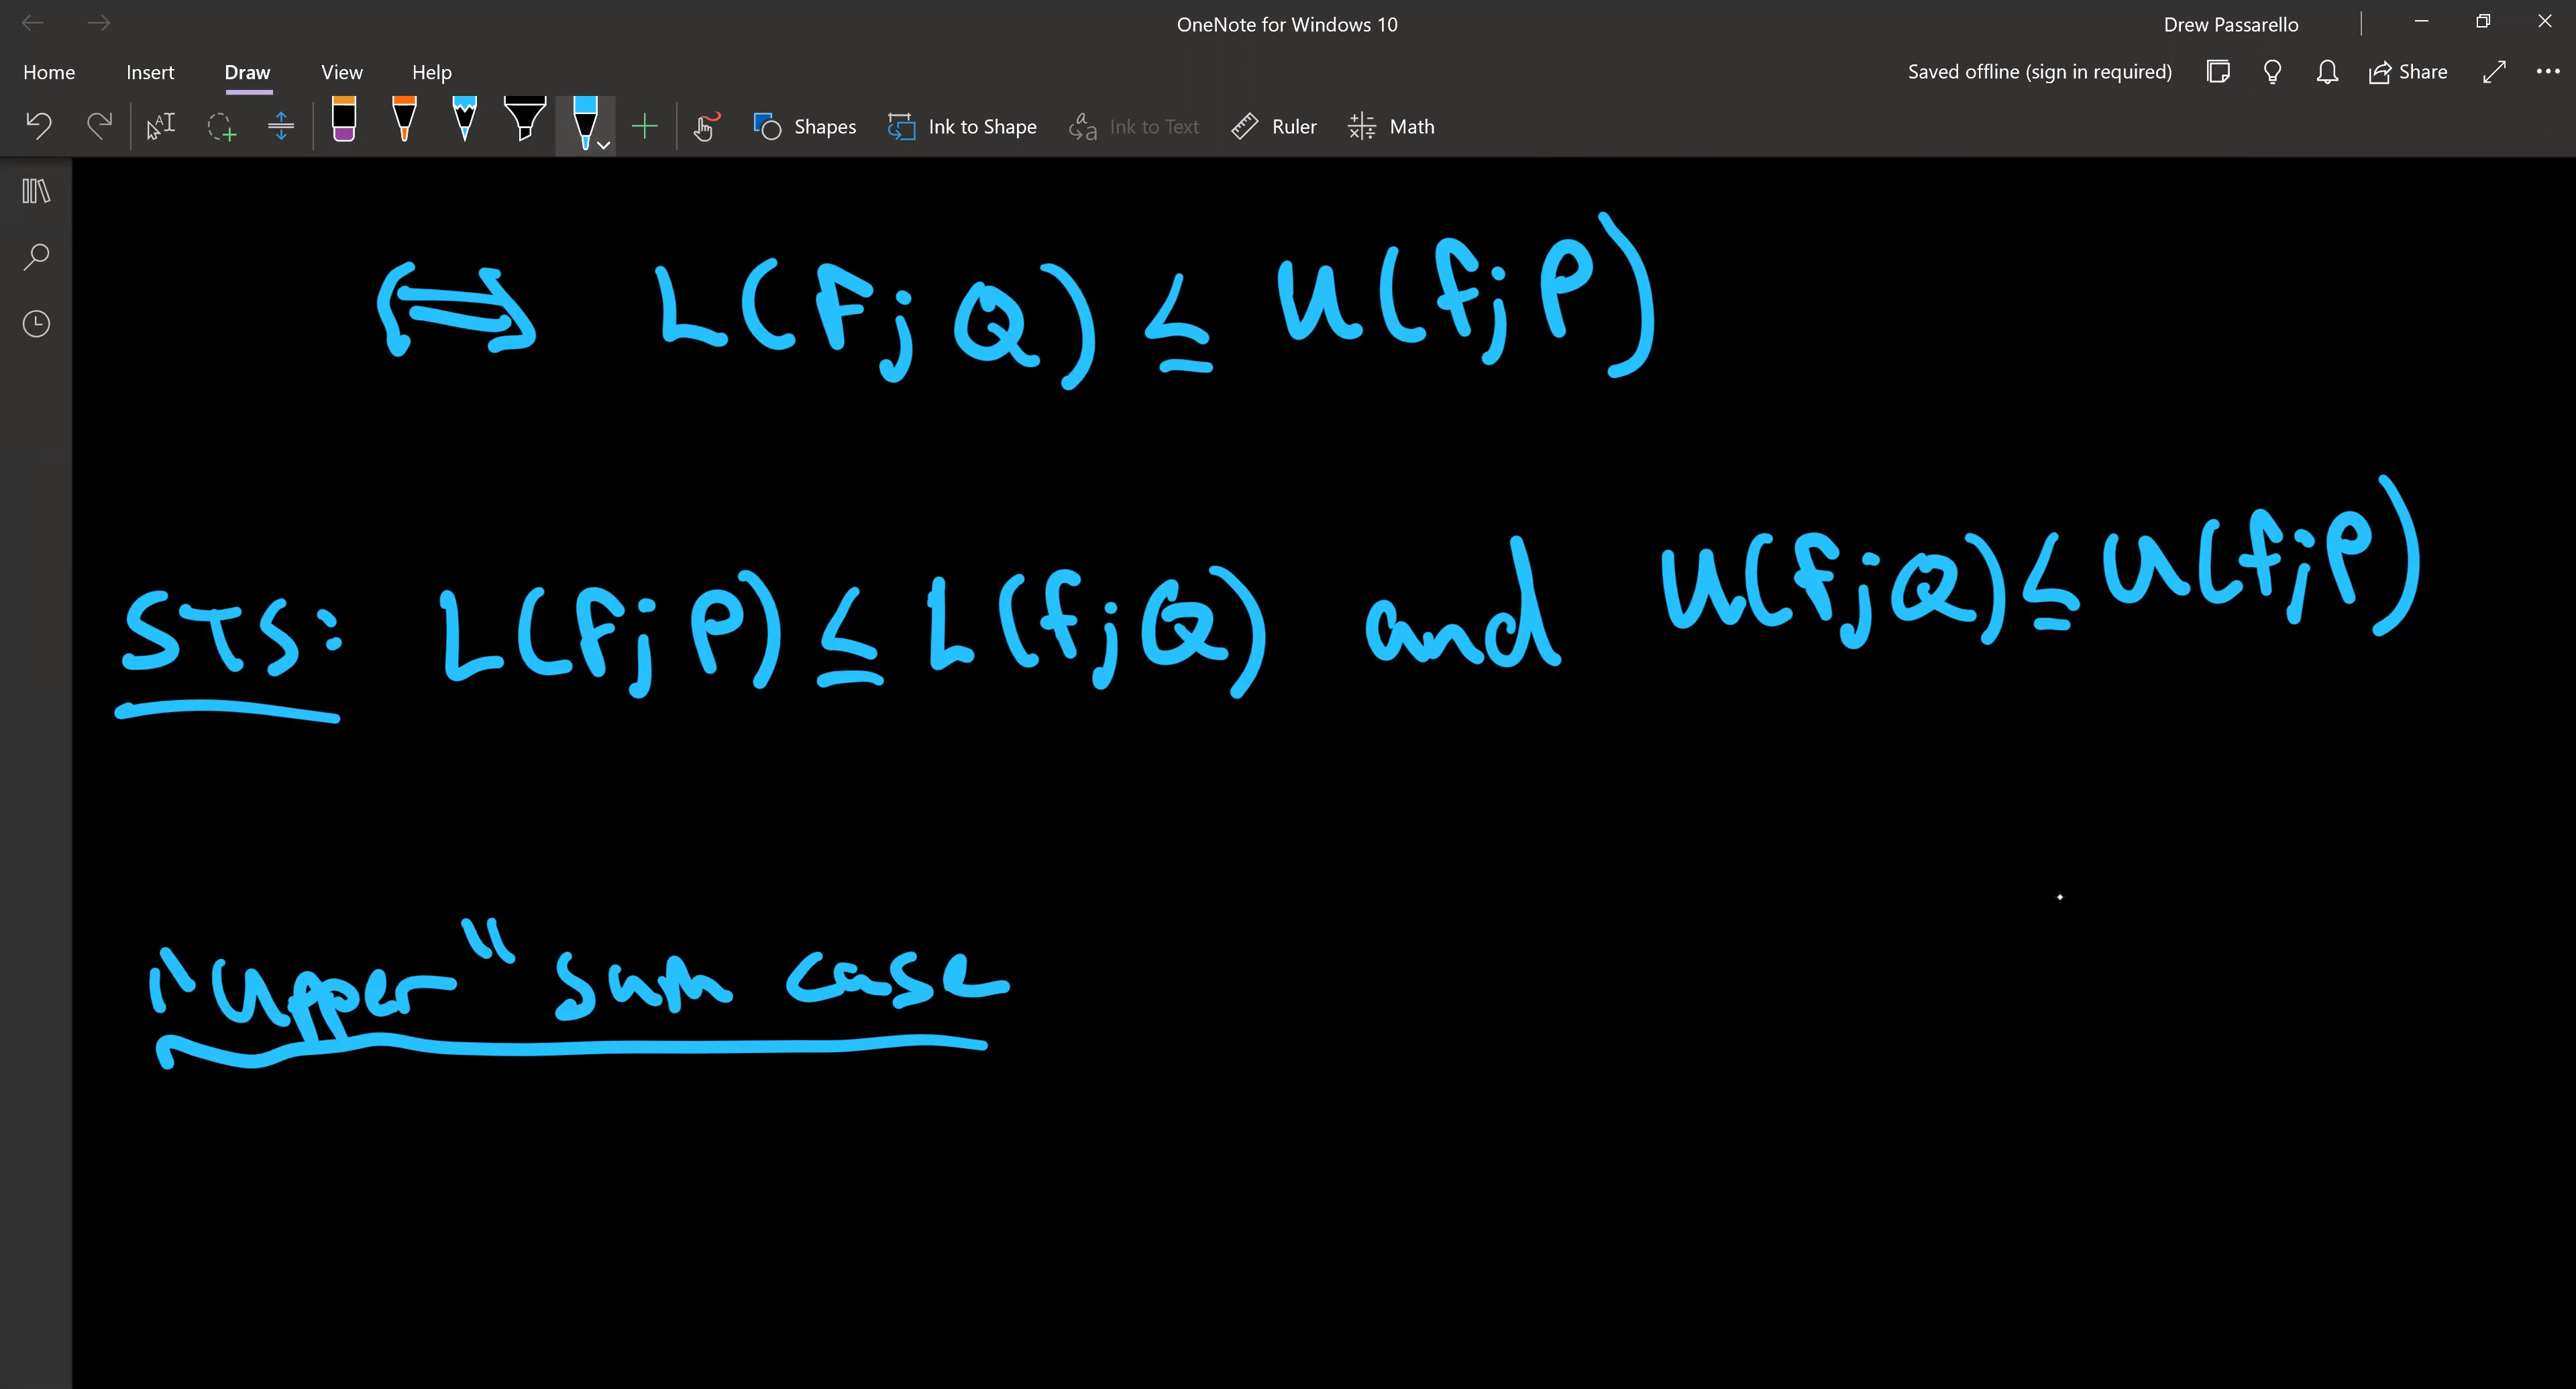 OneNote for Windows 10
Drew Passarello
Home Insert Draw View Help
Saved offline (sign in required) Share
Shapes Ink to Shape Ink to Text Ruler Math
⟺ L(f; Q) ≤ U(f; P)
STS: L(f; P) ≤ L(f; Q) and U(f; Q) ≤ U(f; P)
"Upper" sum case